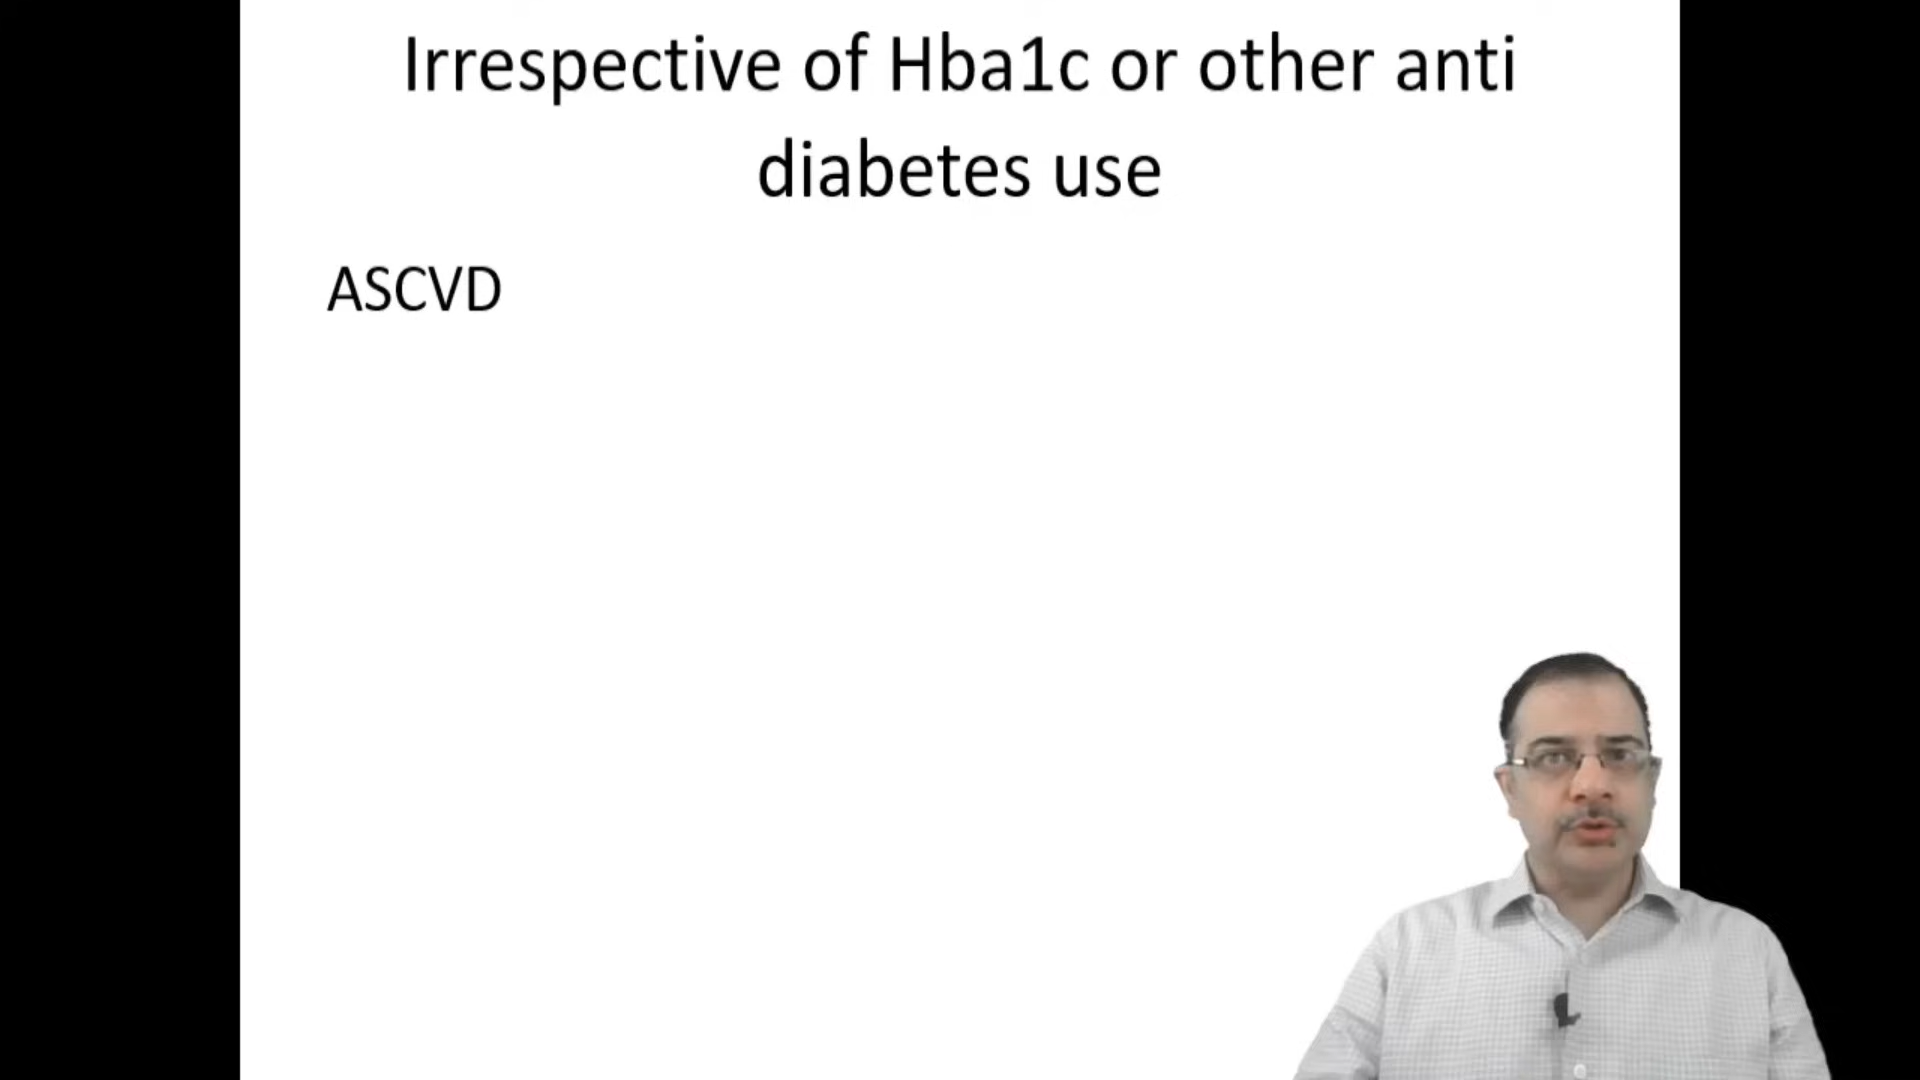 Irrespective of Hba1c or other anti
diabetes use
ASCVD